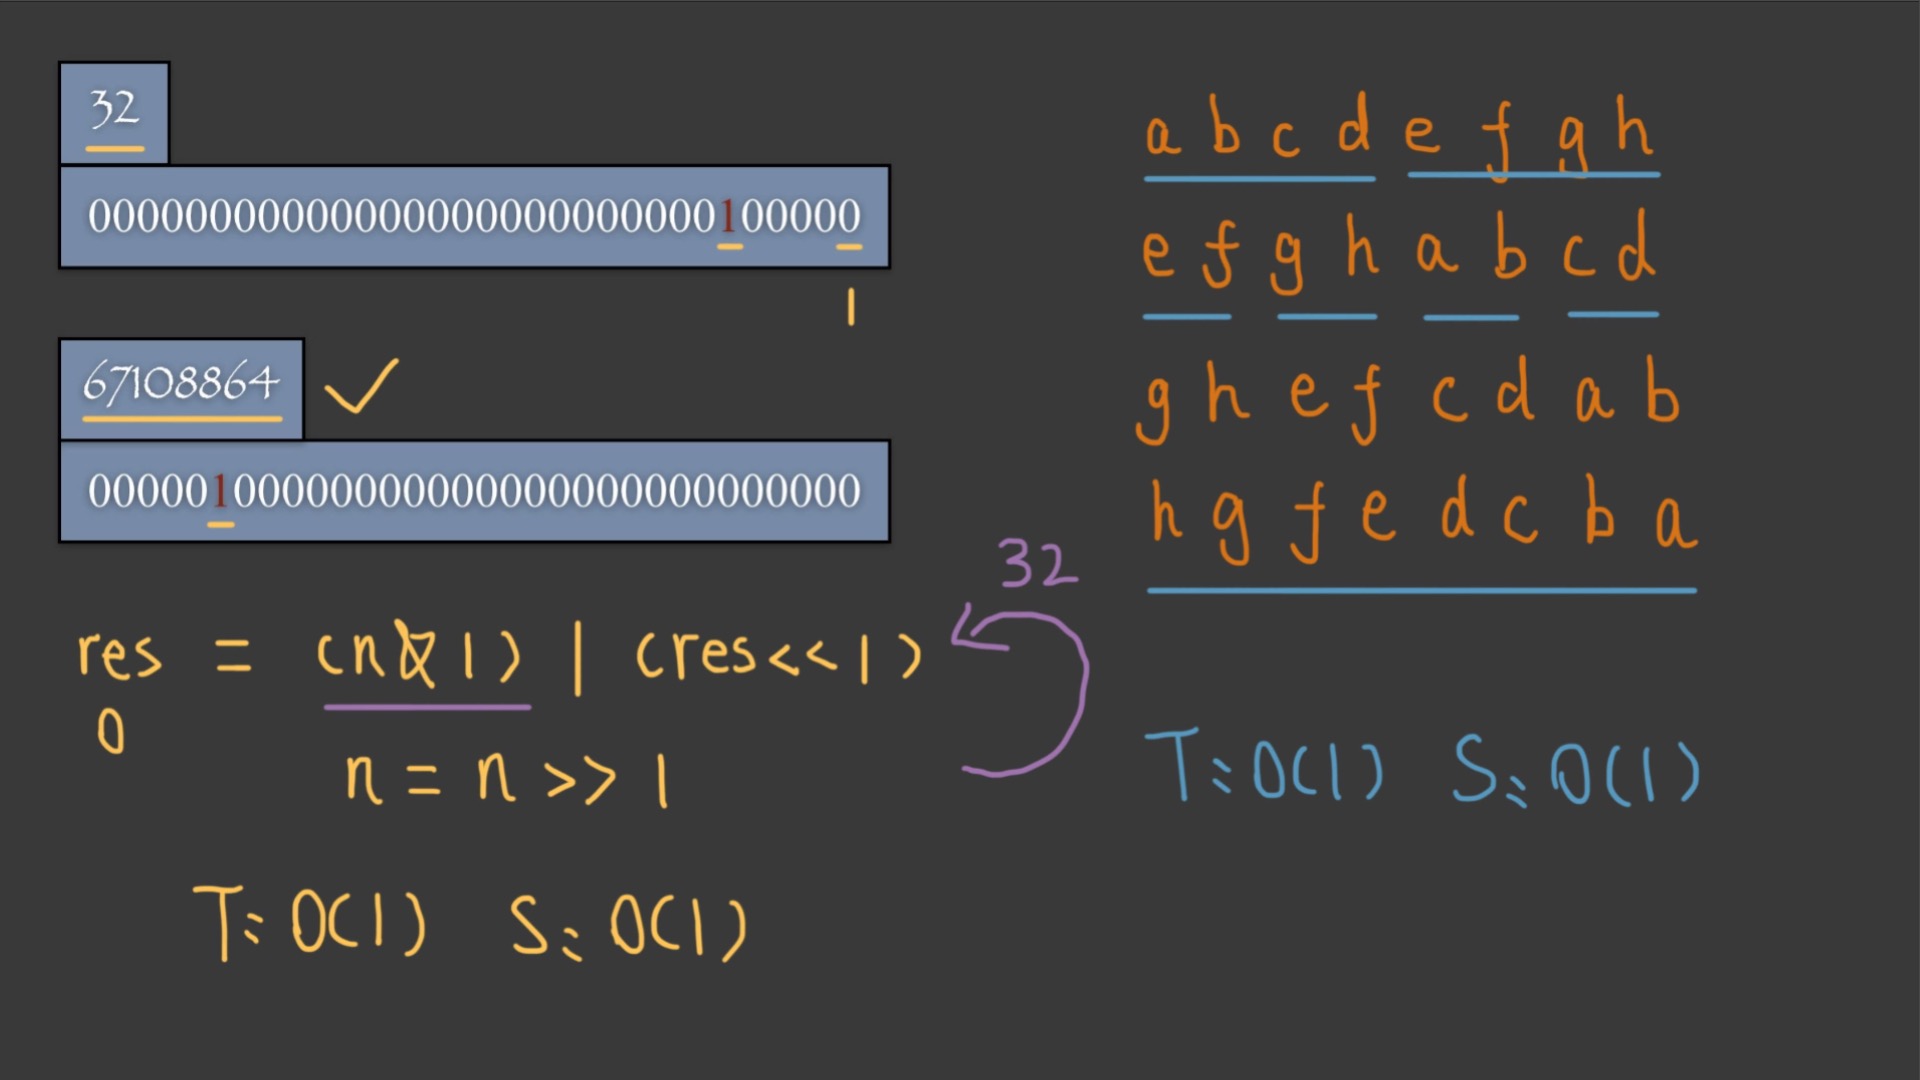 32
00000000000000000000000000100000
1
67108864
00000100000000000000000000000000
res = (n&1) | (res<<1)
0
n = n >> 1
32
T: O(1) S: O(1)
a b c d e f g h
e f g h a b c d
g h e f c d a b
h g f e d c b a
T: O(1) S: O(1)